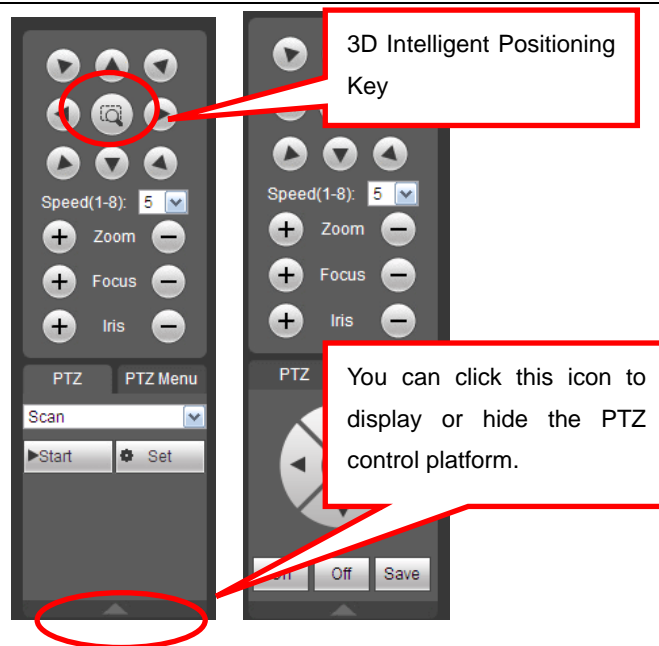 3D Intelligent Positioning
Key
Speed(1-8): 5
Zoom
Focus
Iris
PTZ PTZ Menu
Scan
Start Set
Speed(1-8): 5
Zoom
Focus
Iris
PTZ
You can click this icon to
display or hide the PTZ
control platform.
Off Save